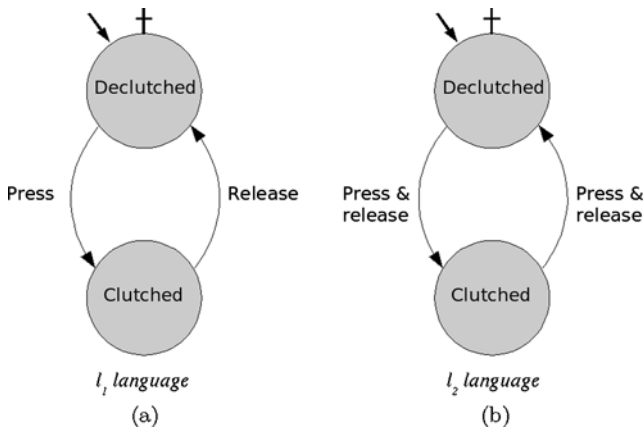 Declutched
Press
Release
Clutched
l₁ language
(a)
Declutched
Press &
release
Press &
release
Clutched
l₂ language
(b)